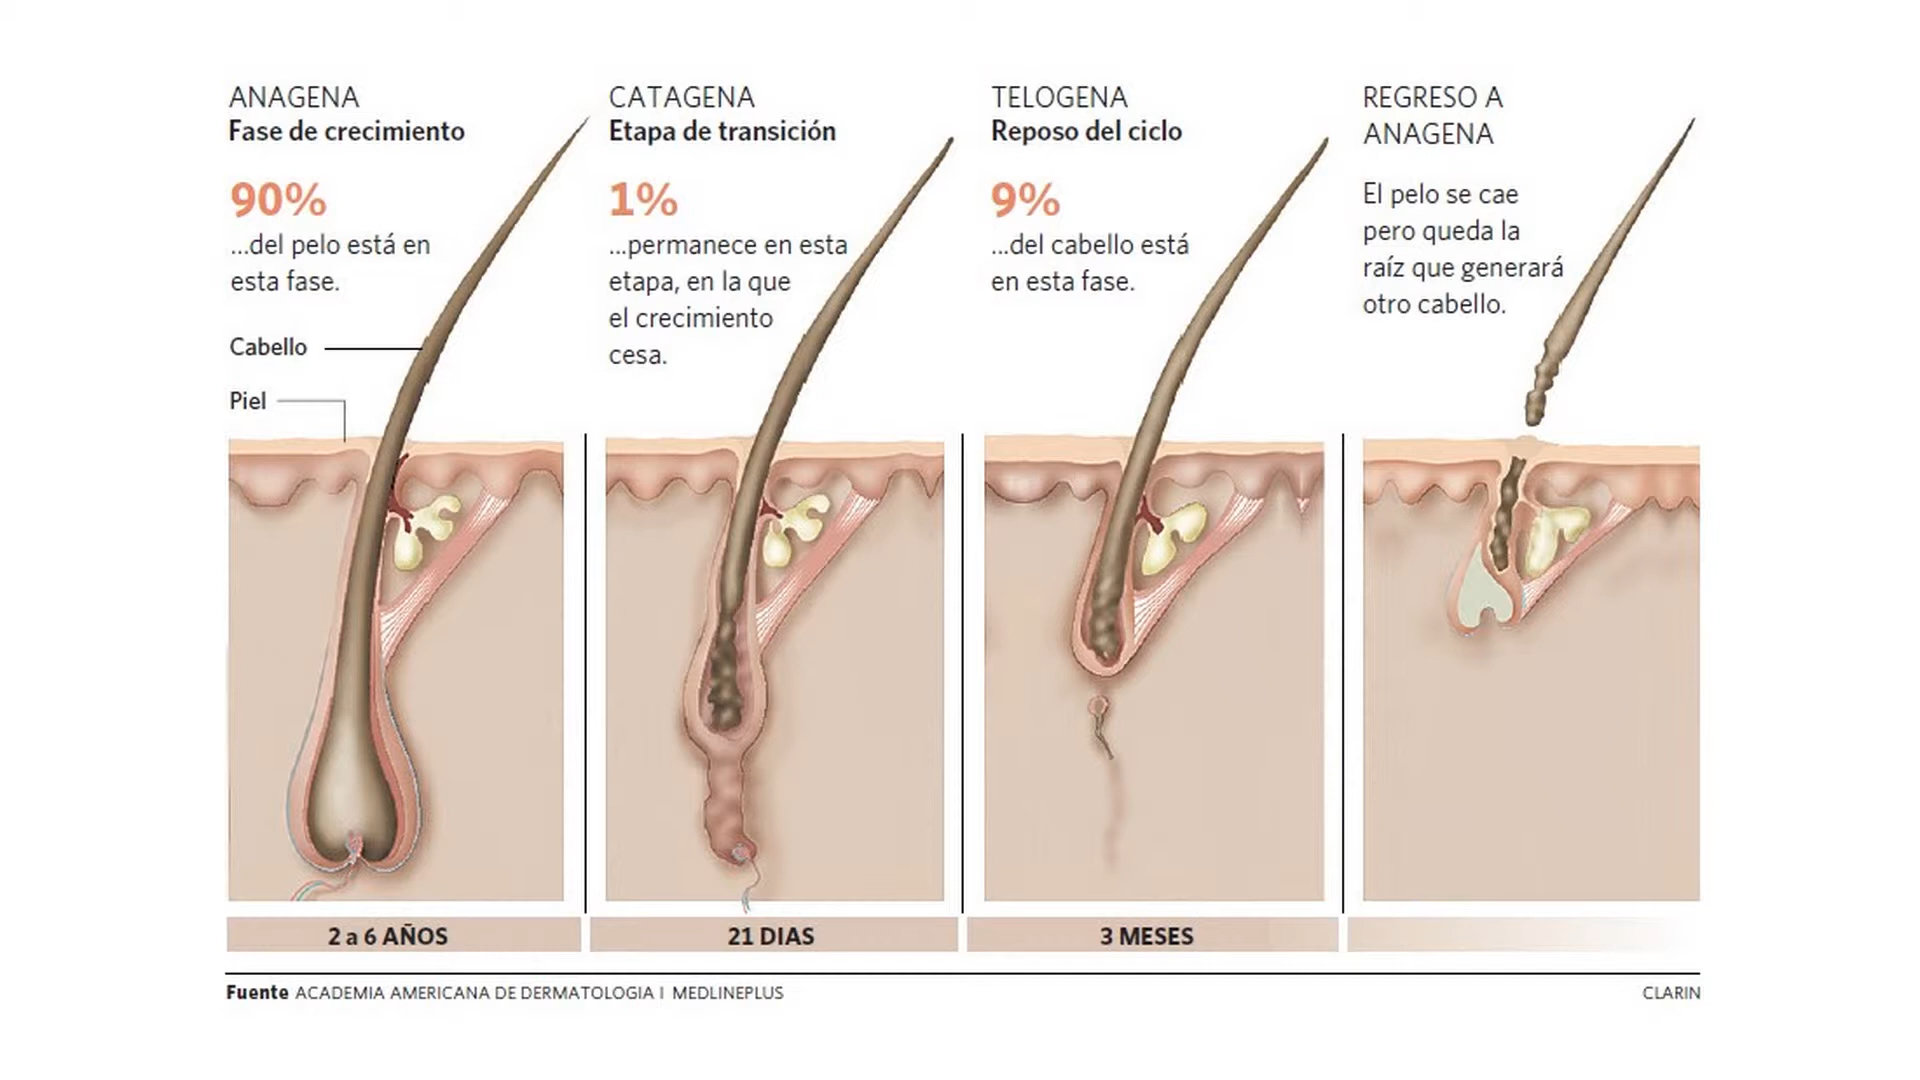 ANAGENA
Fase de crecimiento
90%
...del pelo está en
esta fase.
Cabello
Piel
2 a 6 AÑOS
CATAGENA
Etapa de transición
1%
...permanece en esta
etapa, en la que
el crecimiento
cesa.
21 DIAS
TELOGENA
Reposo del ciclo
9%
...del cabello está
en esta fase.
3 MESES
REGRESO A
ANAGENA
El pelo se cae
pero queda la
raíz que generará
otro cabello.
Fuente ACADEMIA AMERICANA DE DERMATOLOGIA I MEDLINEPLUS
CLARIN